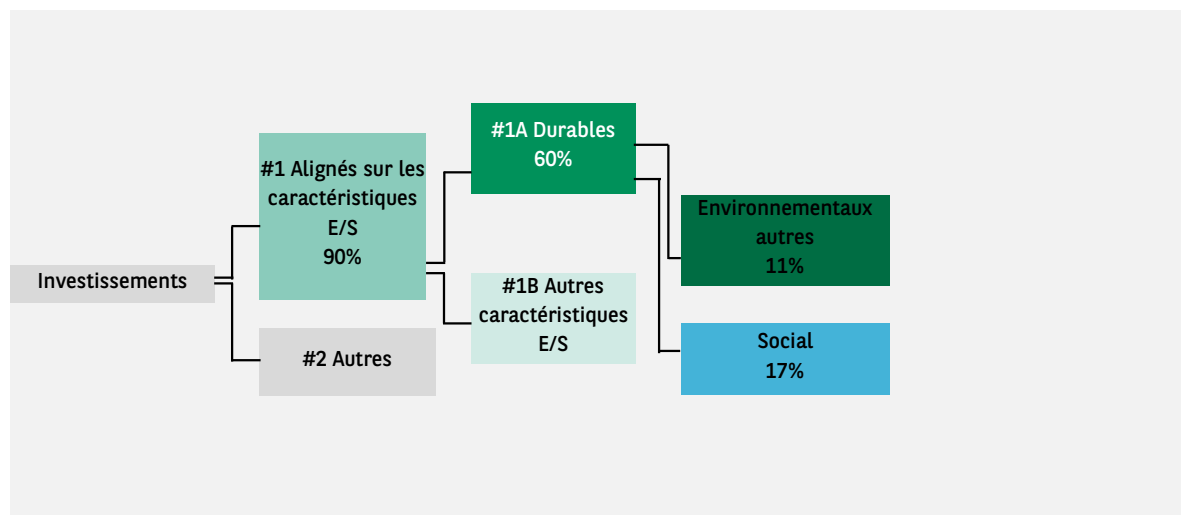 Investissements
#1 Alignés sur les
caractéristiques
E/S
90%
#2 Autres
#1A Durables
60%
#1B Autres
caractéristiques
E/S
Environnementaux
autres
11%
Social
17%